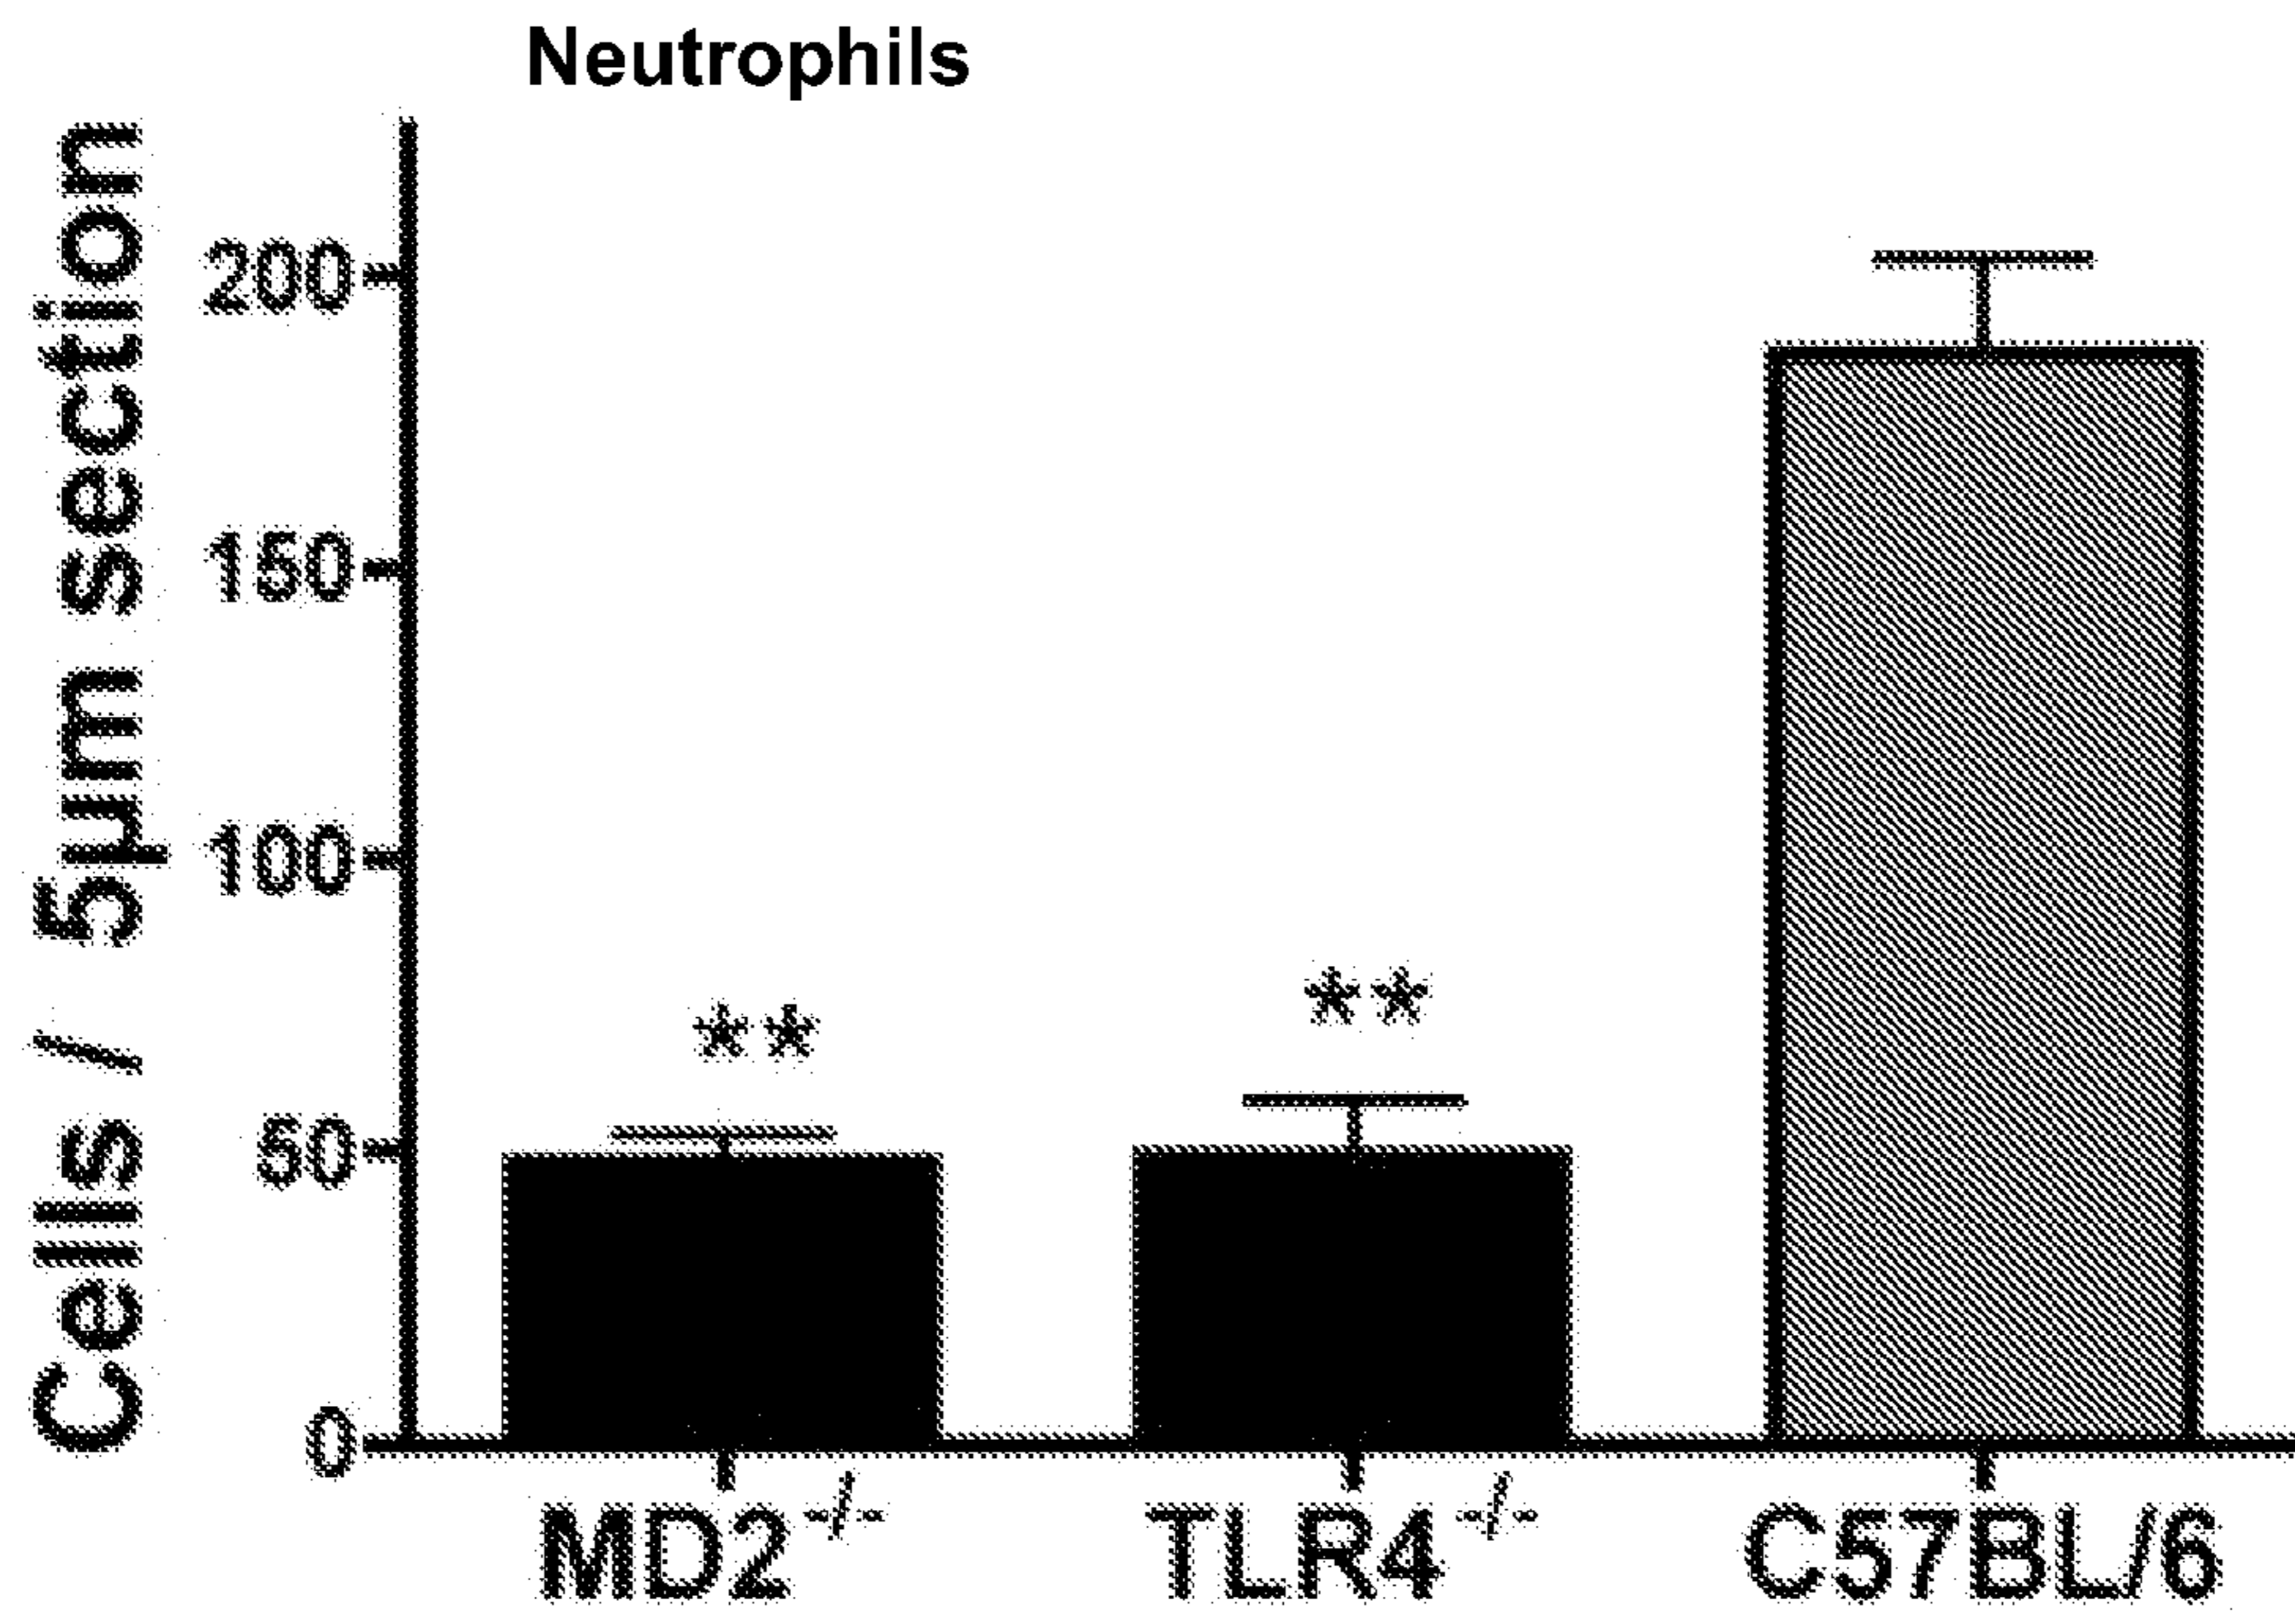 Neutrophils
Cells / 5µm section
200
150
100
50
0
**
**
MD2-/-
TLR4-/-
C57BL/6